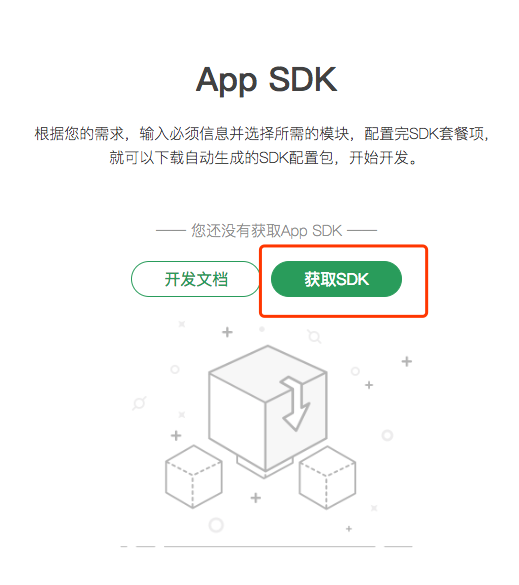 App SDK
根据您的需求，输入必须信息并选择所需的模块，配置完SDK套餐项，
就可以下载自动生成的SDK配置包，开始开发。
您还没有获取App SDK
开发文档
获取SDK